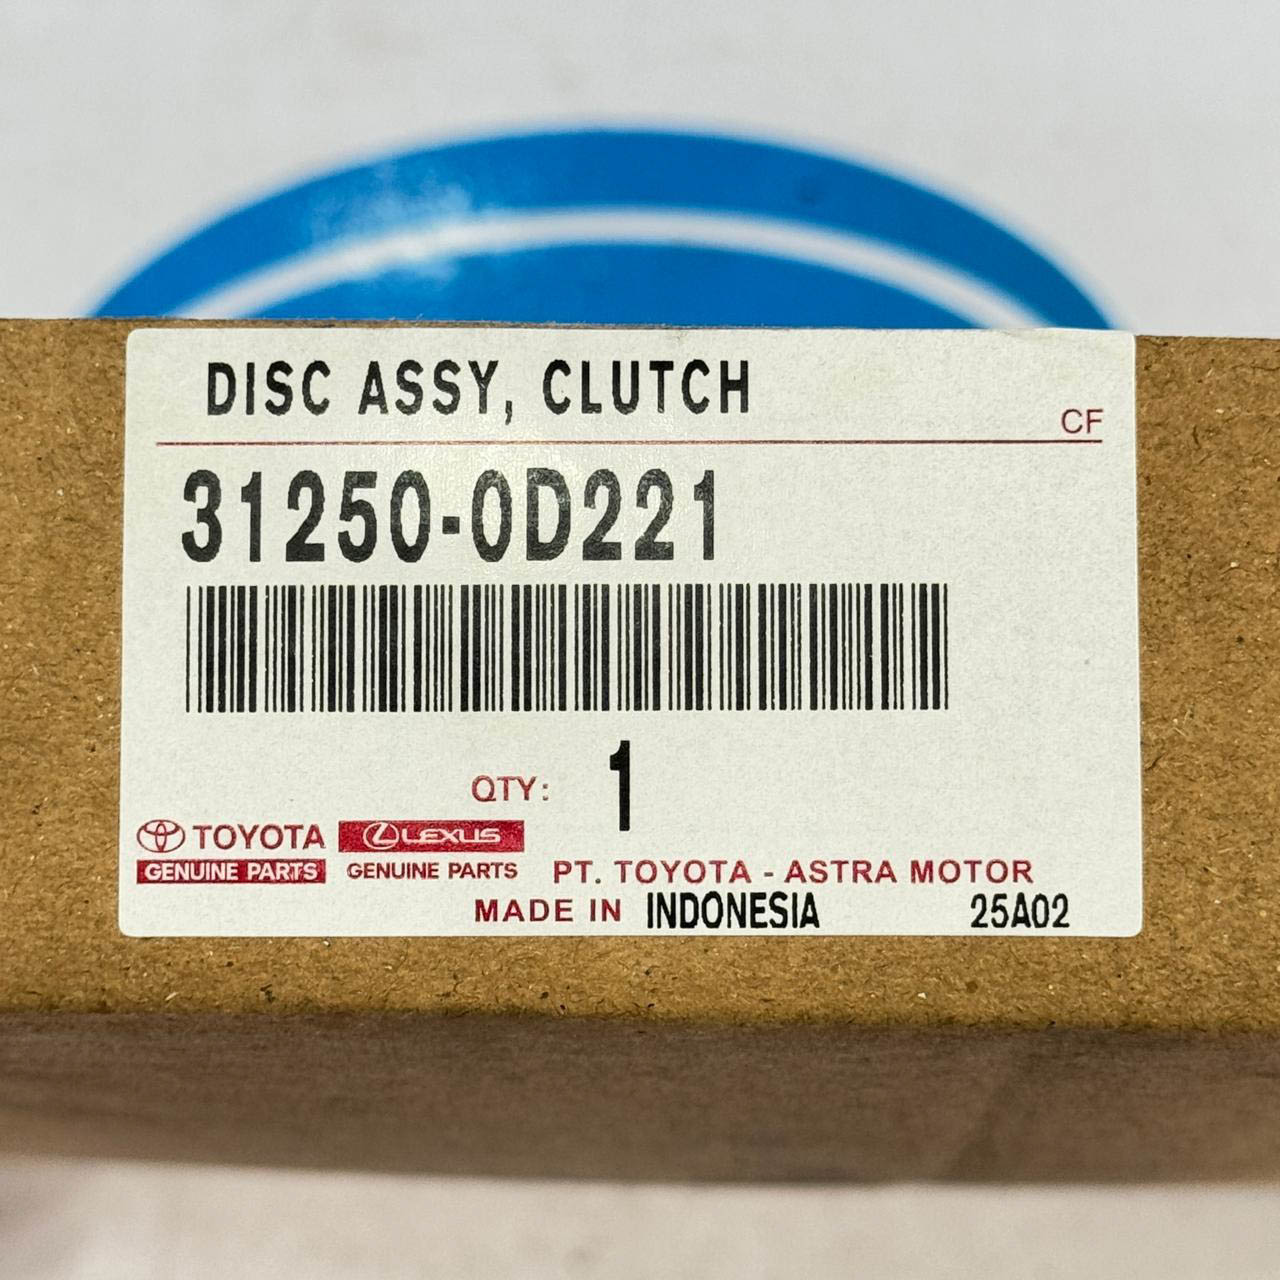 DISC ASSY, CLUTCH
CF
31250-0D221
QTY: 1
TOYOTA LEXUS
GENUINE PARTS GENUINE PARTS PT. TOYOTA - ASTRA MOTOR
MADE IN INDONESIA 25A02